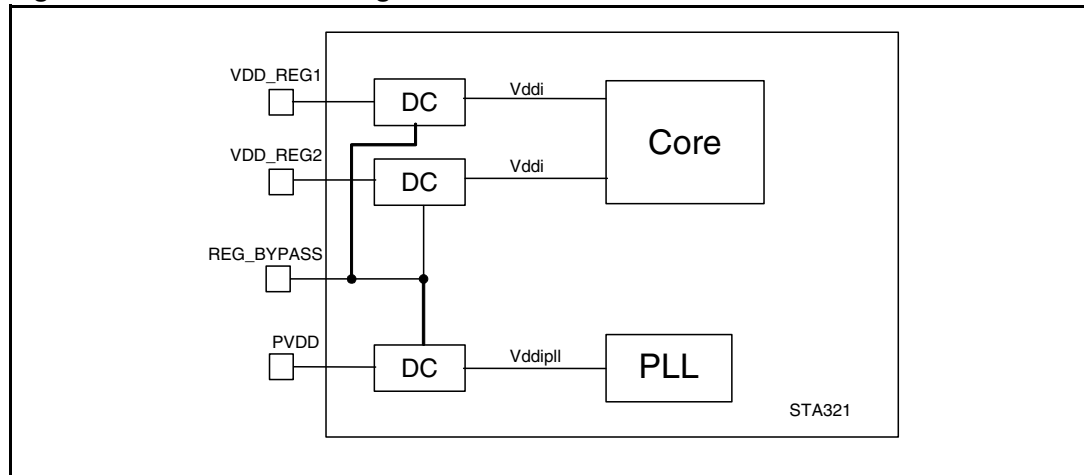 VDD_REG1
DC
Vddi
Core
VDD_REG2
DC
Vddi
REG_BYPASS
PVDD
DC
Vddipll
PLL
STA321